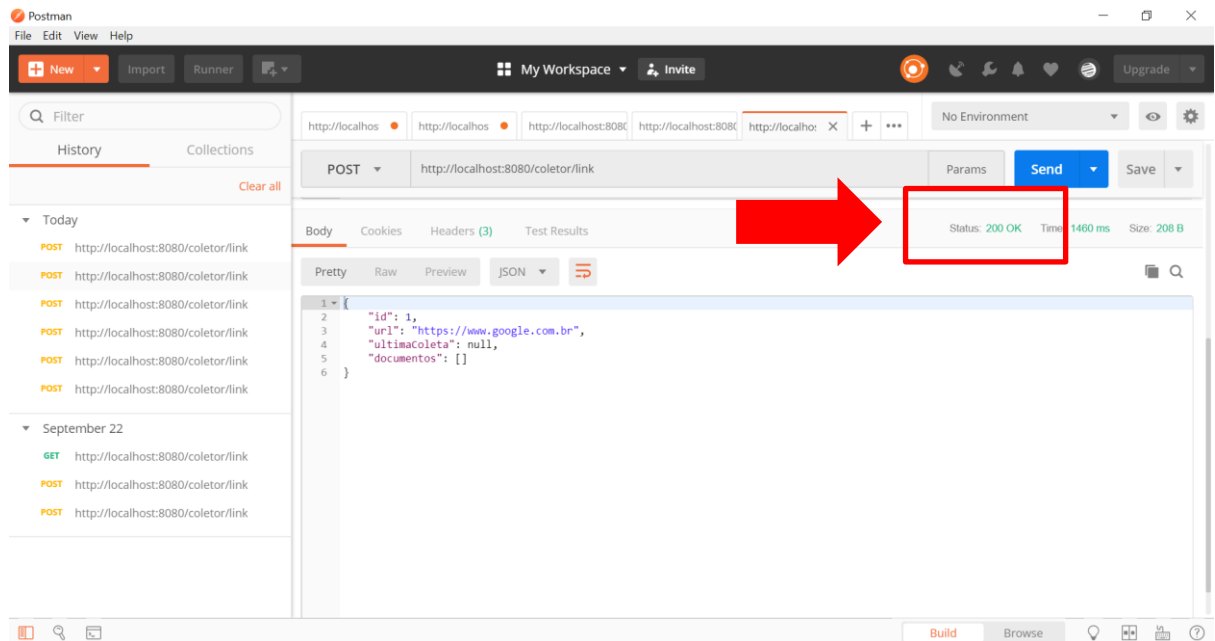 Postman
File Edit View Help
New Import Runner My Workspace Invite Upgrade
Filter
History Collections
Clear all
Today
POST http://localhost:8080/coletor/link
POST http://localhost:8080/coletor/link
POST http://localhost:8080/coletor/link
POST http://localhost:8080/coletor/link
POST http://localhost:8080/coletor/link
POST http://localhost:8080/coletor/link
September 22
GET http://localhost:8080/coletor/link
POST http://localhost:8080/coletor/link
POST http://localhost:8080/coletor/link
http://localhos http://localhos http://localhost:8080 http://localhost:8080 http://localhos No Environment
POST http://localhost:8080/coletor/link Params Send Save
Body Cookies Headers (3) Test Results Status: 200 OK Time: 1460 ms Size: 208 B
Pretty Raw Preview JSON
1 {
2 "id": 1,
3 "url": "https://www.google.com.br",
4 "ultimaColeta": null,
5 "documentos": []
6 }
Build Browse